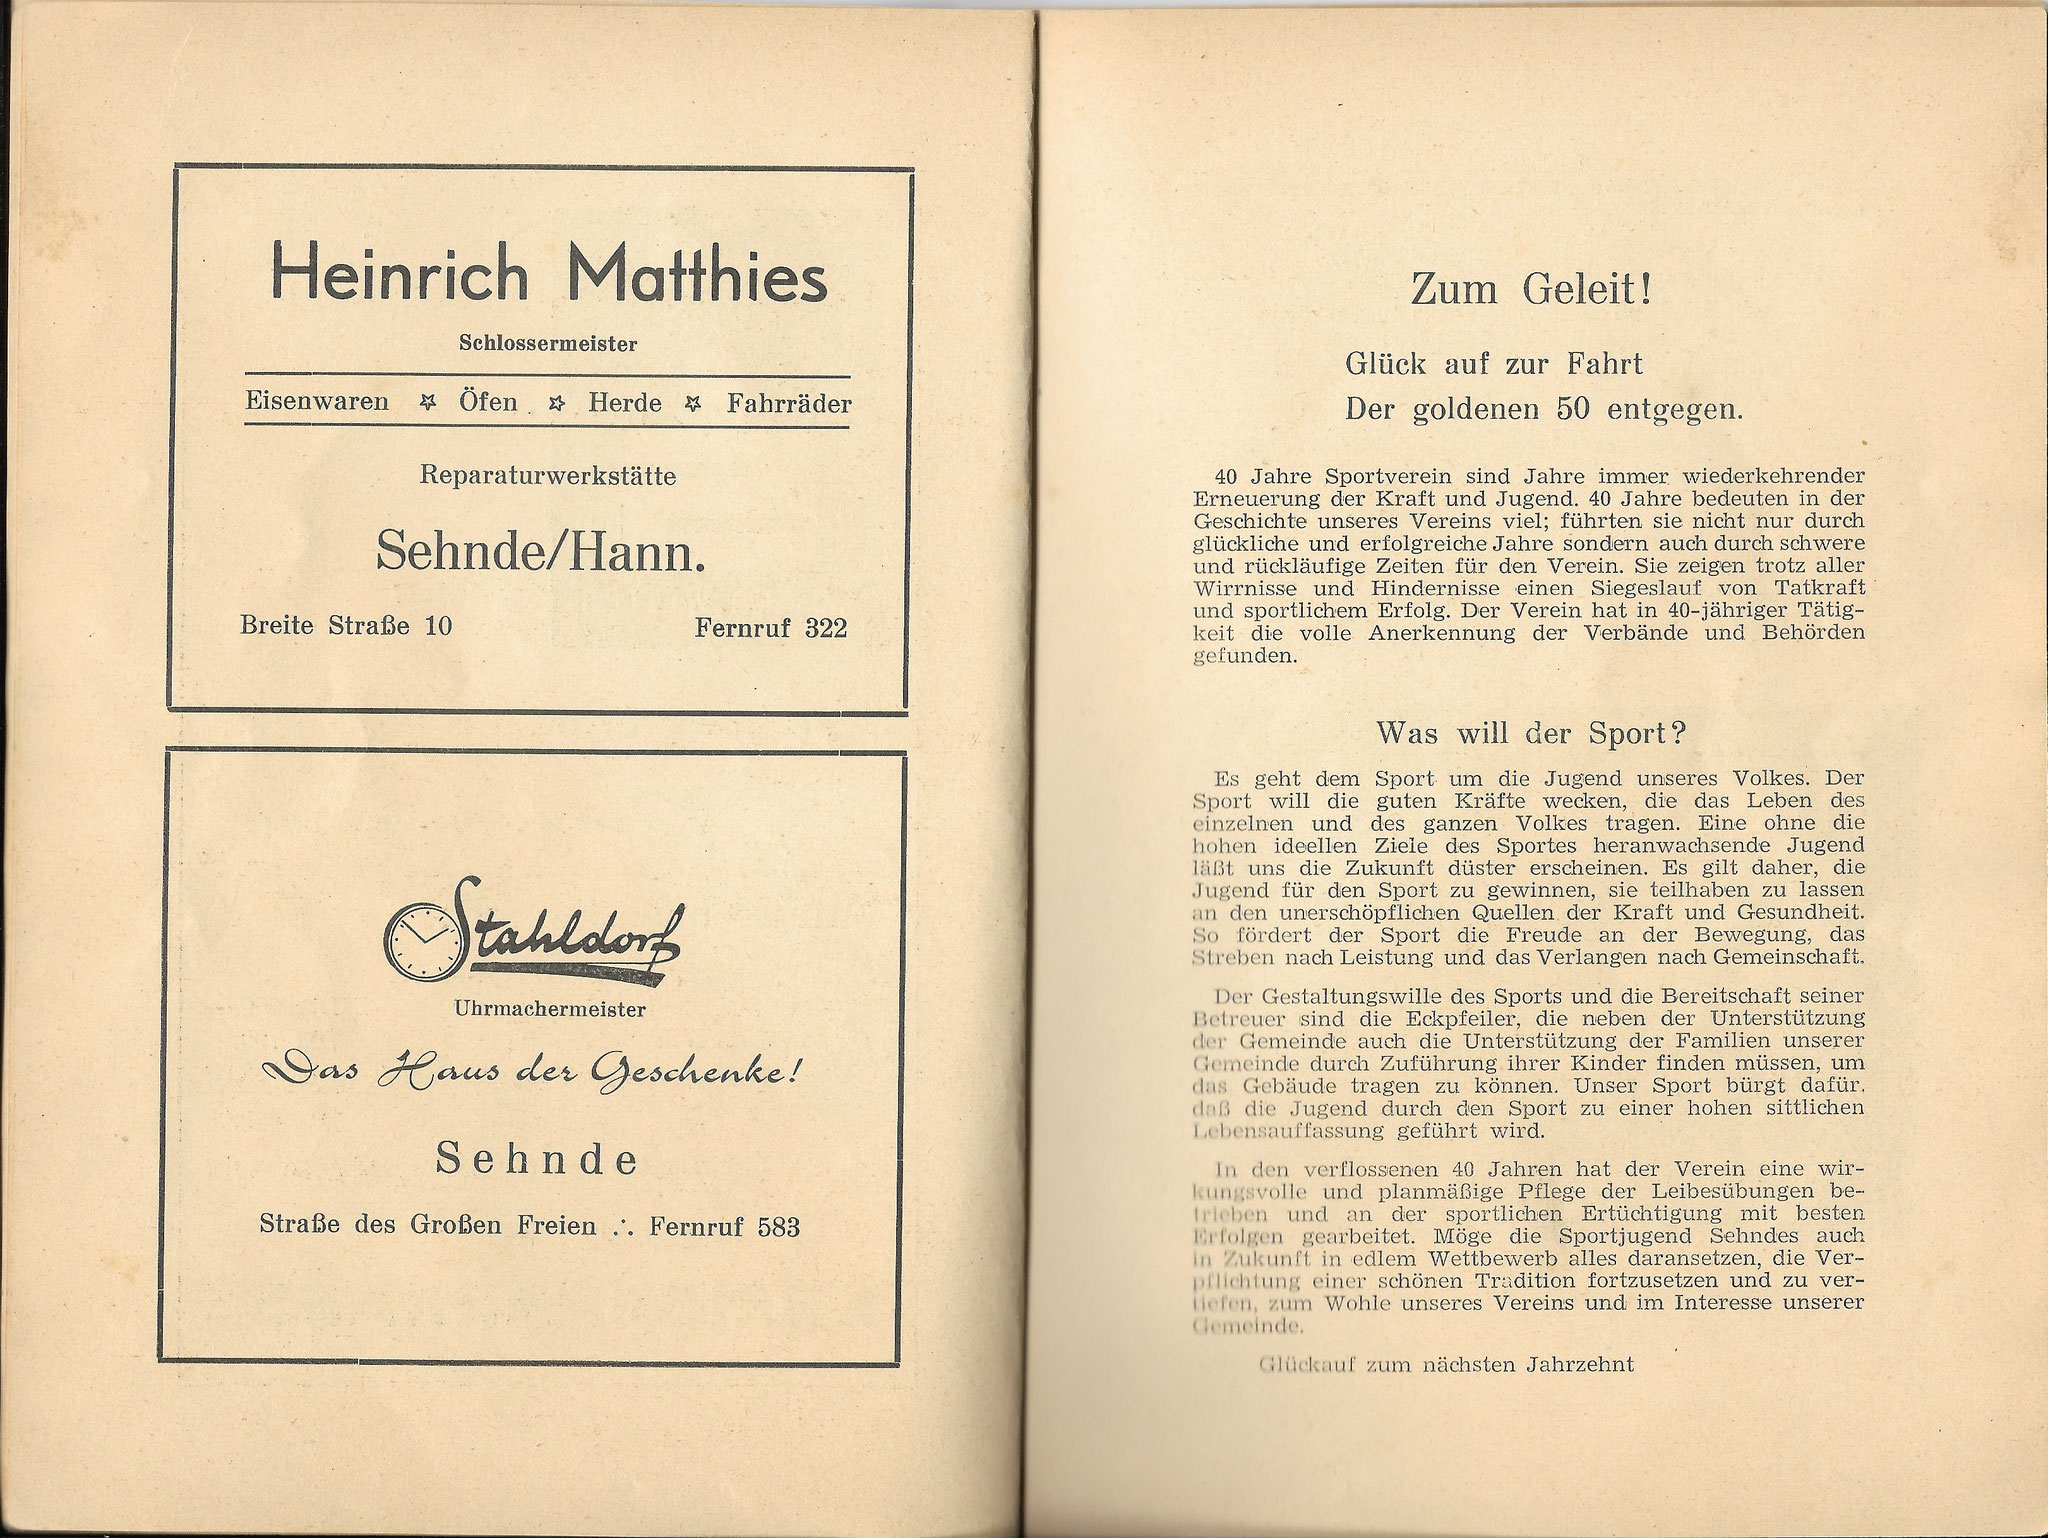 Heinrich Matthies
Schlossermeister
Eisenwaren ☆ Öfen ☆ Herde ☆ Fahrräder
Reparaturwerkstätte
Sehnde/Hann.
Breite Straße 10 Fernruf 322
Stahldorf
Uhrmachermeister
Das Haus der Geschenke!
Sehnde
Straße des Großen Freien ∴ Fernruf 583
Zum Geleit!
Glück auf zur Fahrt
Der goldenen 50 entgegen.
40 Jahre Sportverein sind Jahre immer wiederkehrender
Erneuerung der Kraft und Jugend. 40 Jahre bedeuten in der
Geschichte unseres Vereins viel; führten sie nicht nur durch
glückliche und erfolgreiche Jahre sondern auch durch schwere
und rückläufige Zeiten für den Verein. Sie zeigen trotz aller
Wirrnisse und Hindernisse einen Siegeslauf von Tatkraft
und sportlichem Erfolg. Der Verein hat in 40-jähriger Tätig-
keit die volle Anerkennung der Verbände und Behörden
gefunden.
Was will der Sport?
Es geht dem Sport um die Jugend unseres Volkes. Der
Sport will die guten Kräfte wecken, die das Leben des
einzelnen und des ganzen Volkes tragen. Eine ohne die
hohen ideellen Ziele des Sportes heranwachsende Jugend
läßt uns die Zukunft düster erscheinen. Es gilt daher, die
Jugend für den Sport zu gewinnen, sie teilhaben zu lassen
an den unerschöpflichen Quellen der Kraft und Gesundheit.
So fördert der Sport die Freude an der Bewegung, das
Streben nach Leistung und das Verlangen nach Gemeinschaft.
Der Gestaltungswille des Sports und die Bereitschaft seiner
Betreuer sind die Eckpfeiler, die neben der Unterstützung
der Gemeinde auch die Unterstützung der Familien unserer
Gemeinde durch Zuführung ihrer Kinder finden müssen, um
das Gebäude tragen zu können. Unser Sport bürgt dafür,
daß die Jugend durch den Sport zu einer hohen sittlichen
Lebensauffassung geführt wird.
In den verflossenen 40 Jahren hat der Verein eine wir-
kungsvolle und planmäßige Pflege der Leibesübungen be-
trieben und an der sportlichen Ertüchtigung mit besten
Erfolgen gearbeitet. Möge die Sportjugend Sehndes auch
in Zukunft in edlem Wettbewerb alles daransetzen, die Ver-
pflichtung einer schönen Tradition fortzusetzen und zu ver-
tiefen, zum Wohle unseres Vereins und im Interesse unserer
Gemeinde.
Glückauf zum nächsten Jahrzehnt